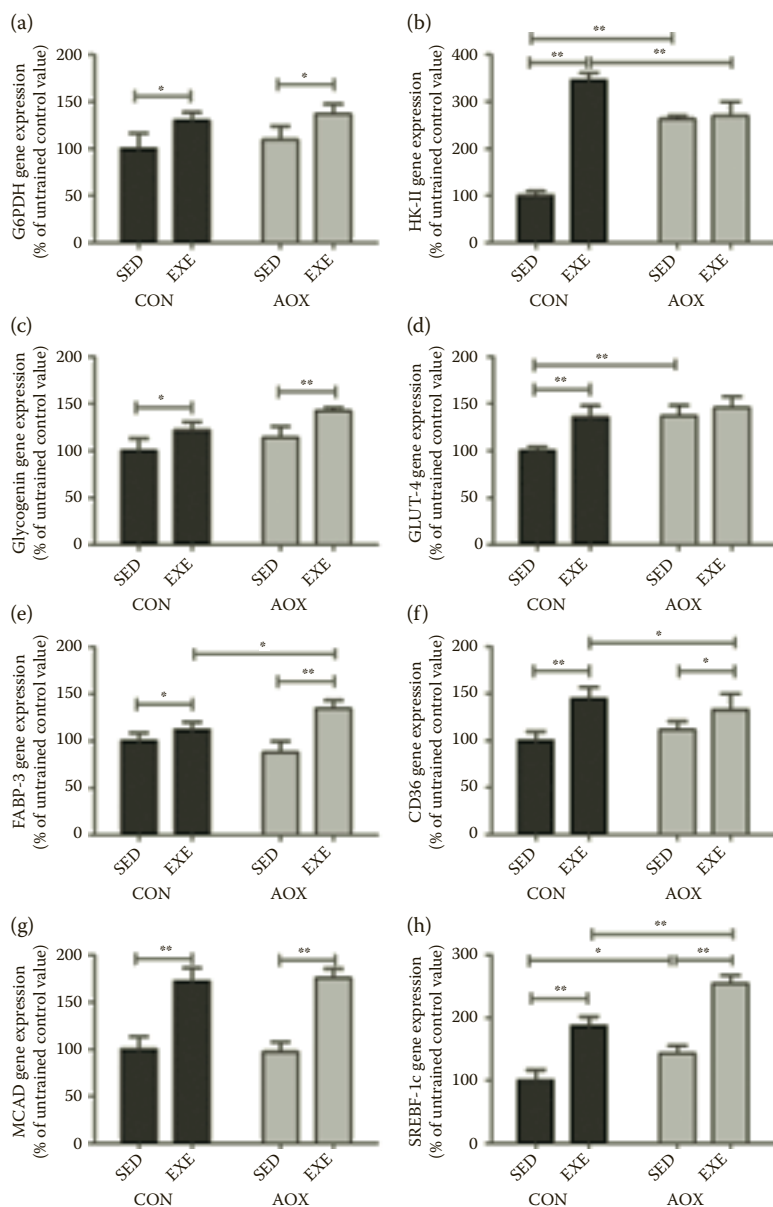 (a)
G6PDH gene expression
(% of untrained control value)
200
150
100
50
0
*
*
SED
EXE
SED
EXE
CON
AOX
(b)
HK-II gene expression
(% of untrained control value)
400
300
200
100
0
**
**
**
SED
EXE
SED
EXE
CON
AOX
(c)
Glycogenin gene expression
(% of untrained control value)
200
150
100
50
0
*
**
SED
EXE
SED
EXE
CON
AOX
(d)
GLUT-4 gene expression
(% of untrained control value)
200
150
100
50
0
**
**
SED
EXE
SED
EXE
CON
AOX
(e)
FABP-3 gene expression
(% of untrained control value)
200
150
100
50
0
*
*
**
SED
EXE
SED
EXE
CON
AOX
(f)
CD36 gene expression
(% of untrained control value)
200
150
100
50
0
*
**
*
SED
EXE
SED
EXE
CON
AOX
(g)
MCAD gene expression
(% of untrained control value)
200
150
100
50
0
**
**
SED
EXE
SED
EXE
CON
AOX
(h)
SREBF-1c gene expression
(% of untrained control value)
300
200
100
0
**
*
**
**
SED
EXE
SED
EXE
CON
AOX